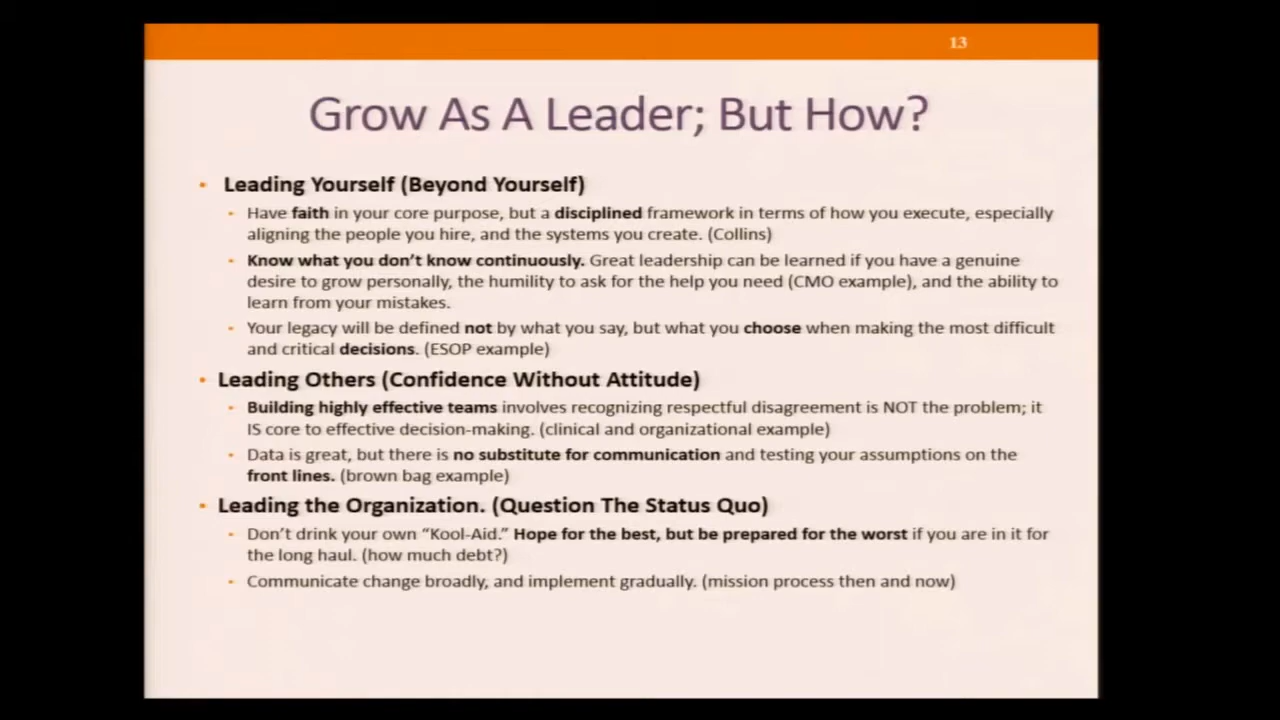 13
Grow As A Leader; But How?
• Leading Yourself (Beyond Yourself)
• Have faith in your core purpose, but a disciplined framework in terms of how you execute, especially
aligning the people you hire, and the systems you create. (Collins)
• Know what you don't know continuously. Great leadership can be learned if you have a genuine
desire to grow personally, the humility to ask for the help you need (CMO example), and the ability to
learn from your mistakes.
• Your legacy will be defined not by what you say, but what you choose when making the most difficult
and critical decisions. (ESOP example)
• Leading Others (Confidence Without Attitude)
• Building highly effective teams involves recognizing respectful disagreement is NOT the problem; it
IS core to effective decision-making. (clinical and organizational example)
• Data is great, but there is no substitute for communication and testing your assumptions on the
front lines. (brown bag example)
• Leading the Organization. (Question The Status Quo)
• Don't drink your own “Kool-Aid.” Hope for the best, but be prepared for the worst if you are in it for
the long haul. (how much debt?)
• Communicate change broadly, and implement gradually. (mission process then and now)